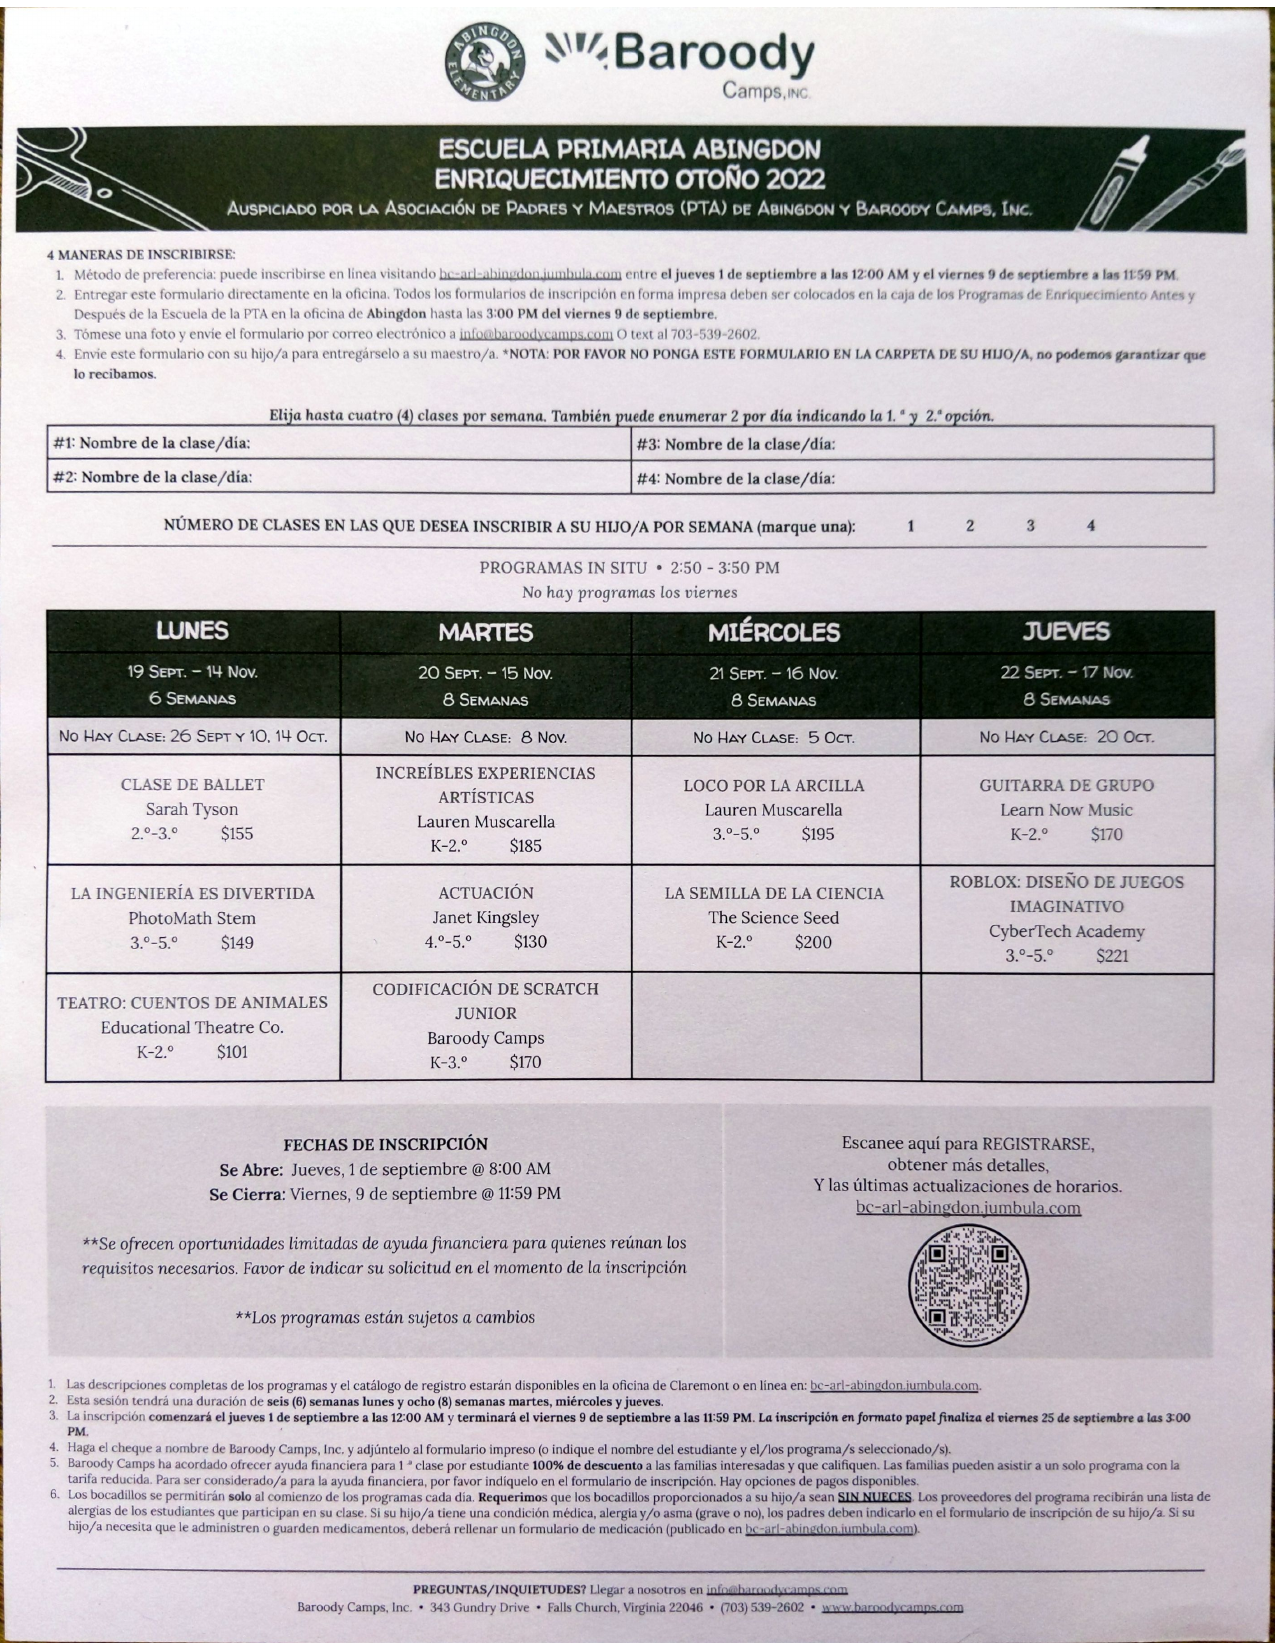 ABINGDON
ELEMENTARY
Baroody
Camps, INC.
ESCUELA PRIMARIA ABINGDON
ENRIQUECIMIENTO OTOÑO 2022
AUSPICIADO POR LA ASOCIACIÓN DE PADRES Y MAESTROS (PTA) DE ABINGDON Y BAROODY CAMPS, INC.
4 MANERAS DE INSCRIBIRSE:
1. Método de preferencia: puede inscribirse en línea visitando bc-arl-abingdon.jumbula.com entre el jueves 1 de septiembre a las 12:00 AM y el viernes 9 de septiembre a las 11:59 PM.
2. Entregar este formulario directamente en la oficina. Todos los formularios de inscripción en forma impresa deben ser colocados en la caja de los Programas de Enriquecimiento Antes y
Después de la Escuela de la PTA en la oficina de Abingdon hasta las 3:00 PM del viernes 9 de septiembre.
3. Tómese una foto y envíe el formulario por correo electrónico a info@baroodycamps.com O text al 703-539-2602.
4. Envíe este formulario con su hijo/a para entregárselo a su maestro/a. *NOTA: POR FAVOR NO PONGA ESTE FORMULARIO EN LA CARPETA DE SU HIJO/A, no podemos garantizar que
lo recibamos.
Elija hasta cuatro (4) clases por semana. También puede enumerar 2 por día indicando la 1. ª y 2.ª opción.
#1: Nombre de la clase/día: #3: Nombre de la clase/día:
#2: Nombre de la clase/día: #4: Nombre de la clase/día:
NÚMERO DE CLASES EN LAS QUE DESEA INSCRIBIR A SU HIJO/A POR SEMANA (marque una): 1 2 3 4
PROGRAMAS IN SITU • 2:50 - 3:50 PM
No hay programas los viernes
LUNES MARTES MIÉRCOLES JUEVES
19 SEPT. – 14 NOV. 20 SEPT. – 15 NOV. 21 SEPT. – 16 NOV. 22 SEPT. – 17 NOV.
6 SEMANAS 8 SEMANAS 8 SEMANAS 8 SEMANAS
NO HAY CLASE: 26 SEPT Y 10, 14 OCT. NO HAY CLASE: 8 NOV. NO HAY CLASE: 5 OCT. NO HAY CLASE: 20 OCT.
CLASE DE BALLET
Sarah Tyson
2.º-3.º $155
INCREÍBLES EXPERIENCIAS
ARTÍSTICAS
Lauren Muscarella
K-2.º $185
LOCO POR LA ARCILLA
Lauren Muscarella
3.º-5.º $195
GUITARRA DE GRUPO
Learn Now Music
K-2.º $170
LA INGENIERÍA ES DIVERTIDA
PhotoMath Stem
3.º-5.º $149
ACTUACIÓN
Janet Kingsley
4.º-5.º $130
LA SEMILLA DE LA CIENCIA
The Science Seed
K-2.º $200
ROBLOX: DISEÑO DE JUEGOS
IMAGINATIVO
CyberTech Academy
3.º-5.º $221
TEATRO: CUENTOS DE ANIMALES
Educational Theatre Co.
K-2.º $101
CODIFICACIÓN DE SCRATCH
JUNIOR
Baroody Camps
K-3.º $170
FECHAS DE INSCRIPCIÓN
Se Abre: Jueves, 1 de septiembre @ 8:00 AM
Se Cierra: Viernes, 9 de septiembre @ 11:59 PM
**Se ofrecen oportunidades limitadas de ayuda financiera para quienes reúnan los
requisitos necesarios. Favor de indicar su solicitud en el momento de la inscripción
**Los programas están sujetos a cambios
Escanee aquí para REGISTRARSE,
obtener más detalles,
Y las últimas actualizaciones de horarios.
bc-arl-abingdon.jumbula.com
1. Las descripciones completas de los programas y el catálogo de registro estarán disponibles en la oficina de Claremont o en línea en: bc-arl-abingdon.jumbula.com.
2. Esta sesión tendrá una duración de seis (6) semanas lunes y ocho (8) semanas martes, miércoles y jueves.
3. La inscripción comenzará el jueves 1 de septiembre a las 12:00 AM y terminará el viernes 9 de septiembre a las 11:59 PM. La inscripción en formato papel finaliza el viernes 25 de septiembre a las 3:00
PM.
4. Haga el cheque a nombre de Baroody Camps, Inc. y adjúntelo al formulario impreso (o indique el nombre del estudiante y el/los programa/s seleccionado/s).
5. Baroody Camps ha acordado ofrecer ayuda financiera para 1 ª clase por estudiante 100% de descuento a las familias interesadas y que califiquen. Las familias pueden asistir a un solo programa con la
tarifa reducida. Para ser considerado/a para la ayuda financiera, por favor indíquelo en el formulario de inscripción. Hay opciones de pagos disponibles.
6. Los bocadillos se permitirán solo al comienzo de los programas cada día. Requerimos que los bocadillos proporcionados a su hijo/a sean SIN NUECES. Los proveedores del programa recibirán una lista de
alergias de los estudiantes que participan en su clase. Si su hijo/a tiene una condición médica, alergia y/o asma (grave o no), los padres deben indicarlo en el formulario de inscripción de su hijo/a. Si su
hijo/a necesita que le administren o guarden medicamentos, deberá rellenar un formulario de medicación (publicado en bc-arl-abingdon.jumbula.com).
PREGUNTAS/INQUIETUDES? Llegar a nosotros en info@baroodycamps.com
Baroody Camps, Inc. • 343 Gundry Drive • Falls Church, Virginia 22046 • (703) 539-2602 • www.baroodycamps.com